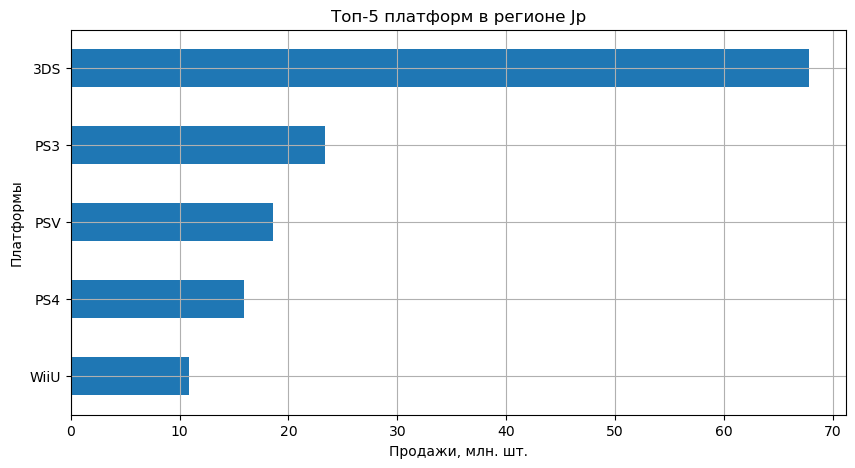 Топ-5 платформ в регионе Jp
Платформы
3DS
PS3
PSV
PS4
WiiU
0 10 20 30 40 50 60 70
Продажи, млн. шт.